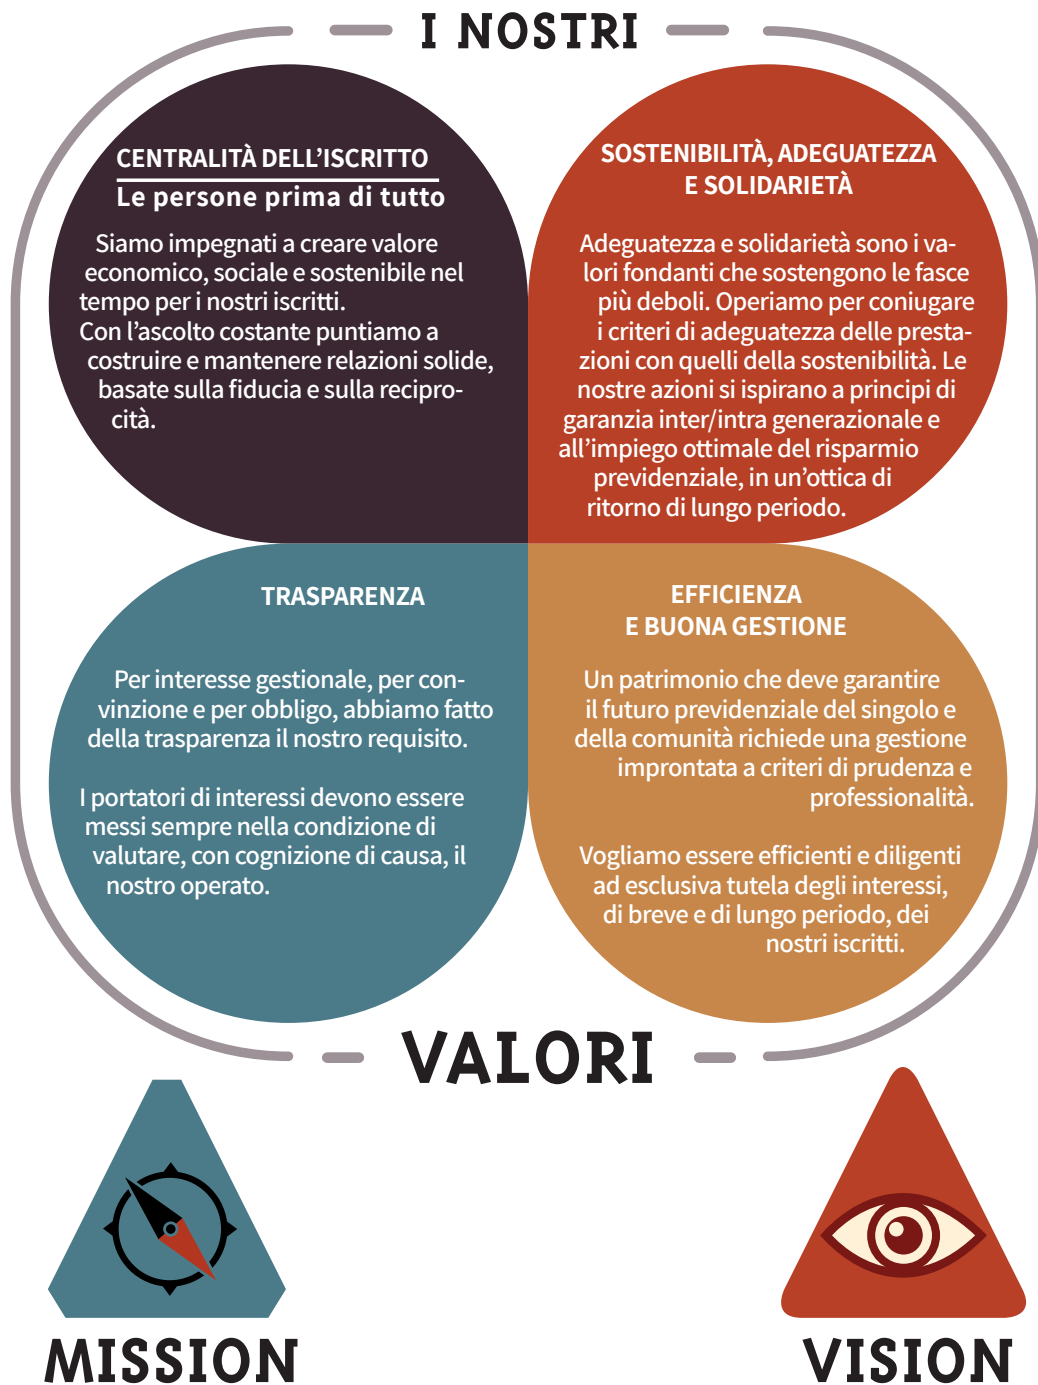 I NOSTRI
CENTRALITÀ DELL'ISCRITTO
Le persone prima di tutto
Siamo impegnati a creare valore
economico, sociale e sostenibile nel
tempo per i nostri iscritti.
Con l'ascolto costante puntiamo a
costruire e mantenere relazioni solide,
basate sulla fiducia e sulla recipro-
cità.
SOSTENIBILITÀ, ADEGUATEZZA
E SOLIDARIETÀ
Adeguatezza e solidarietà sono i va-
lori fondanti che sostengono le fasce
più deboli. Operiamo per coniugare
i criteri di adeguatezza delle presta-
zioni con quelli della sostenibilità. Le
nostre azioni si ispirano a principi di
garanzia inter/intra generazionale e
all'impiego ottimale del risparmio
previdenziale, in un'ottica di
ritorno di lungo periodo.
TRASPARENZA
Per interesse gestionale, per con-
vinzione e per obbligo, abbiamo fatto
della trasparenza il nostro requisito.
I portatori di interessi devono essere
messi sempre nella condizione di
valutare, con cognizione di causa, il
nostro operato.
EFFICIENZA
E BUONA GESTIONE
Un patrimonio che deve garantire
il futuro previdenziale del singolo e
della comunità richiede una gestione
improntata a criteri di prudenza e
professionalità.
Vogliamo essere efficienti e diligenti
ad esclusiva tutela degli interessi,
di breve e di lungo periodo, dei
nostri iscritti.
VALORI
MISSION
VISION